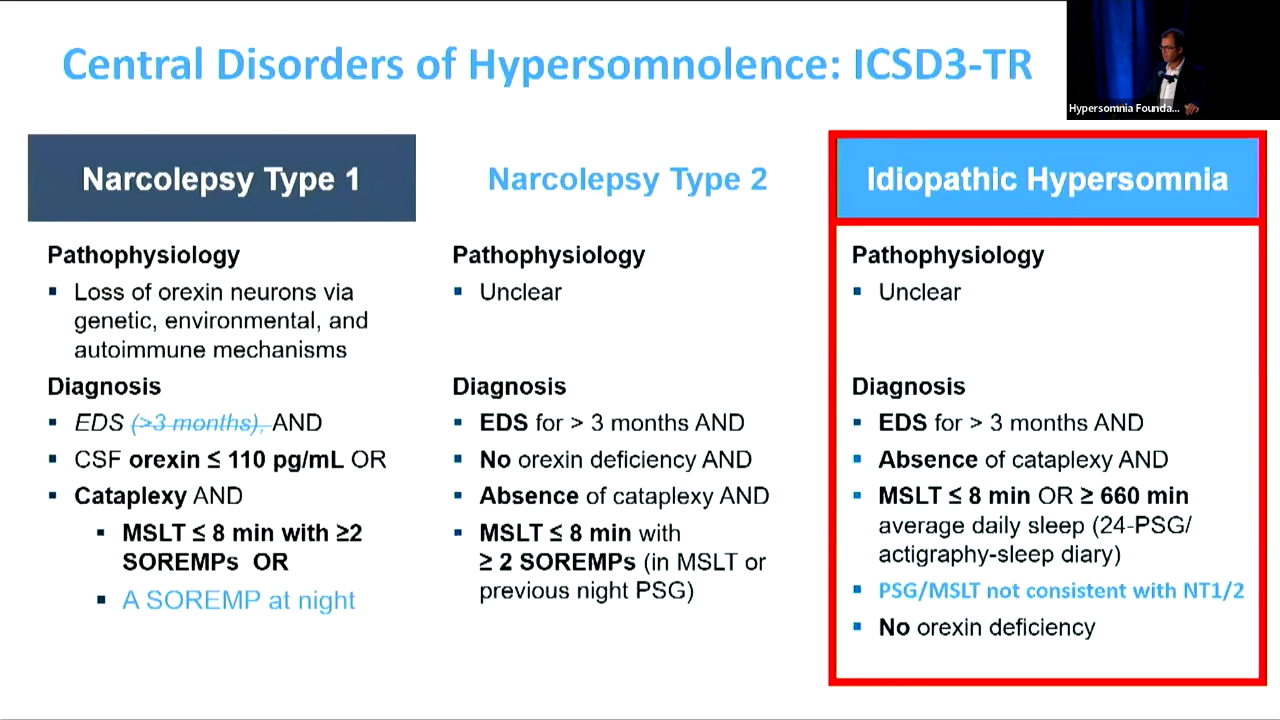 Central Disorders of Hypersomnolence: ICSD3-TR
Hypersomnia Founda...
Narcolepsy Type 1
Pathophysiology
▪ Loss of orexin neurons via
genetic, environmental, and
autoimmune mechanisms
Diagnosis
▪ EDS (>3 months), AND
▪ CSF orexin ≤ 110 pg/mL OR
▪ Cataplexy AND
▪ MSLT ≤ 8 min with ≥2
SOREMPs OR
▪ A SOREMP at night
Narcolepsy Type 2
Pathophysiology
▪ Unclear
Diagnosis
▪ EDS for > 3 months AND
▪ No orexin deficiency AND
▪ Absence of cataplexy AND
▪ MSLT ≤ 8 min with
≥ 2 SOREMPs (in MSLT or
previous night PSG)
Idiopathic Hypersomnia
Pathophysiology
▪ Unclear
Diagnosis
▪ EDS for > 3 months AND
▪ Absence of cataplexy AND
▪ MSLT ≤ 8 min OR ≥ 660 min
average daily sleep (24-PSG/
actigraphy-sleep diary)
▪ PSG/MSLT not consistent with NT1/2
▪ No orexin deficiency